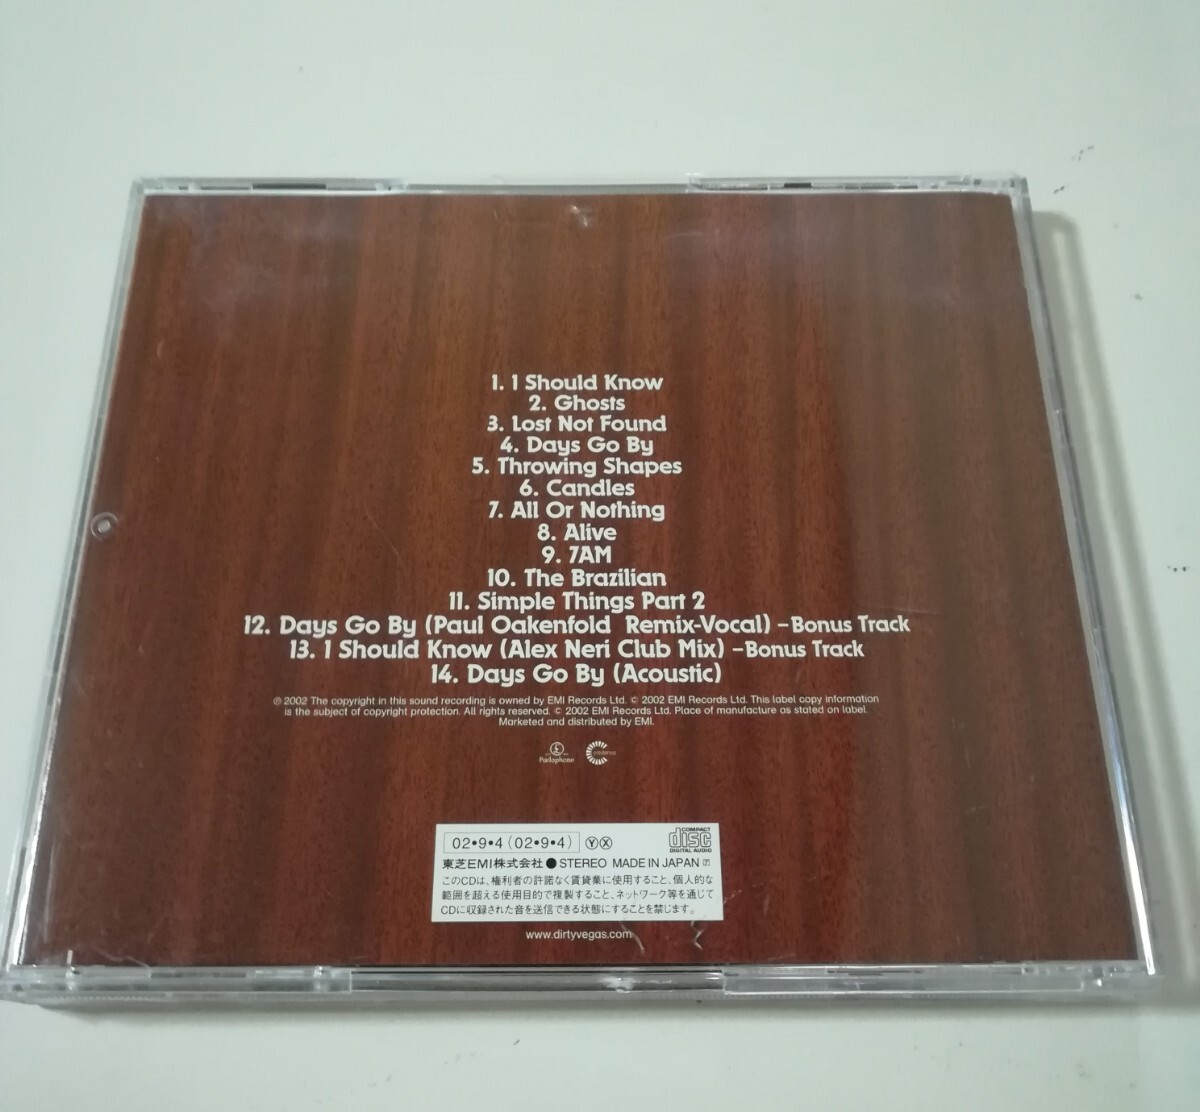 1. I Should Know
2. Ghosts
3. Lost Not Found
4. Days Go By
5. Throwing Shapes
6. Candles
7. All Or Nothing
8. Alive
9. 7AM
10. The Brazilian
11. Simple Things Part 2
12. Days Go By (Paul Oakenfold Remix-Vocal) –Bonus Track
13. I Should Know (Alex Neri Club Mix) –Bonus Track
14. Days Go By (Acoustic)
℗ 2002 The copyright in this sound recording is owned by EMI Records Ltd. © 2002 EMI Records Ltd. This label copy information
is the subject of copyright protection. All rights reserved. © 2002 EMI Records Ltd. Place of manufacture as stated on label.
Marketed and distributed by EMI.
Parlophone
credence
02•9•4 (02•9•4) Ⓨ Ⓧ
COMPACT
disc
DIGITAL AUDIO
東芝EMI株式会社 ● STEREO MADE IN JAPAN
このCDは、権利者の許諾なく賃貸業に使用すること、個人的な
範囲を超える使用目的で複製すること、ネットワーク等を通じて
CDに収録された音を送信できる状態にすることを禁じます。
www.dirtyvegas.com